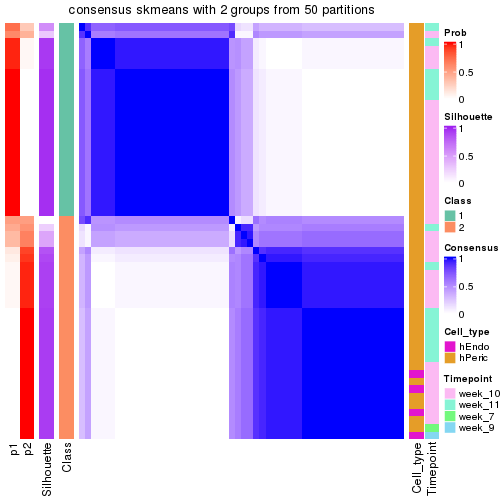 consensus skmeans with 2 groups from 50 partitions
Prob
1
0.5
0
Silhouette
1
0.5
0
Class
1
2
Consensus
1
0.5
0
Cell_type
hEndo
hPeric
Timepoint
week_10
week_11
week_7
week_9
p1
p2
Silhouette
Class
Cell_type
Timepoint